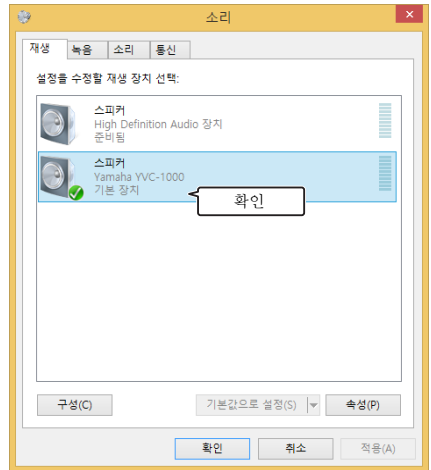 소리
재생 녹음 소리 통신
설정을 수정할 재생 장치 선택:
스피커
High Definition Audio 장치
준비됨
스피커
Yamaha YVC-1000
기본 장치
확인
구성(C) 기본값으로 설정(S) 속성(P)
확인 취소 적용(A)